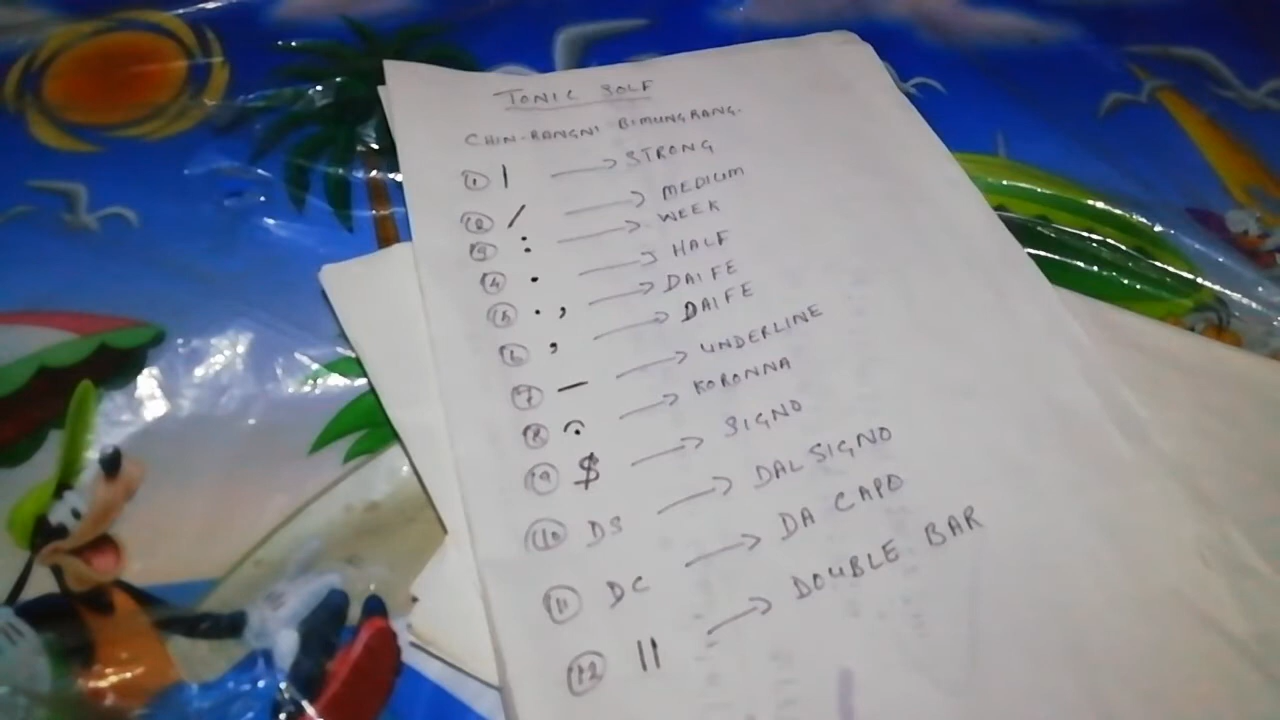 TONIC SOLF
CHIN-RANGNI BIMUNGRANG.
1 | → STRONG
2 / → MEDIUM
3 : → WEEK
4 . → HALF
5 . , → DAIFE
6 , → DAIFE
7 — → UNDERLINE
8 𝄐 → KORONNA
9 $ → SIGNO
10 DS → DAL SIGNO
11 DC → DA CAPO
12 || → DOUBLE BAR